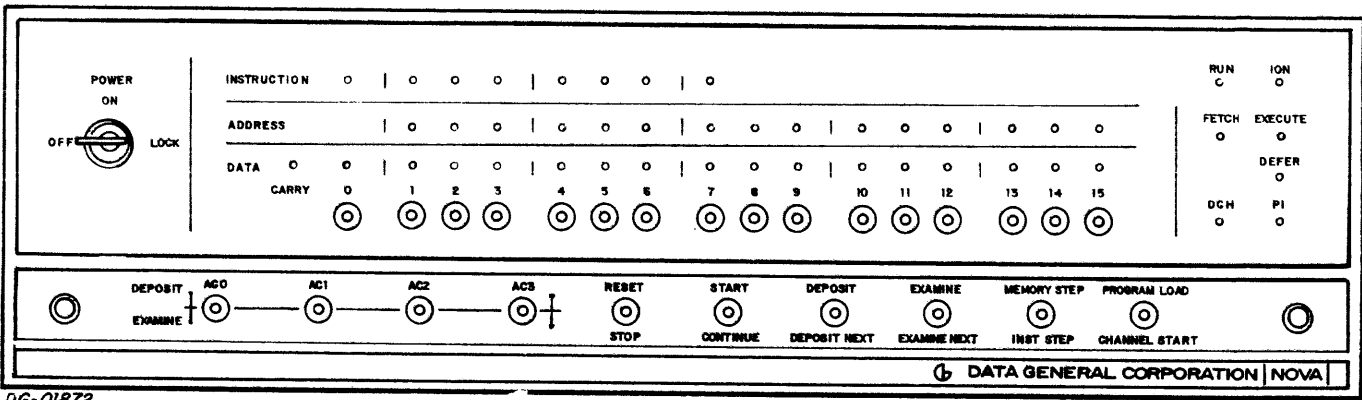 POWER
ON
OFF
LOCK
INSTRUCTION
ADDRESS
DATA
CARRY
0 1 2 3 4 5 6 7 8 9 10 11 12 13 14 15
RUN ION
FETCH EXECUTE
DEFER
DCH PI
DEPOSIT AC0 AC1 AC2 AC3 RESET START DEPOSIT EXAMINE MEMORY STEP PROGRAM LOAD
EXAMINE STOP CONTINUE DEPOSIT NEXT EXAMINE NEXT INST STEP CHANNEL START
DATA GENERAL CORPORATION NOVA
DG-01872